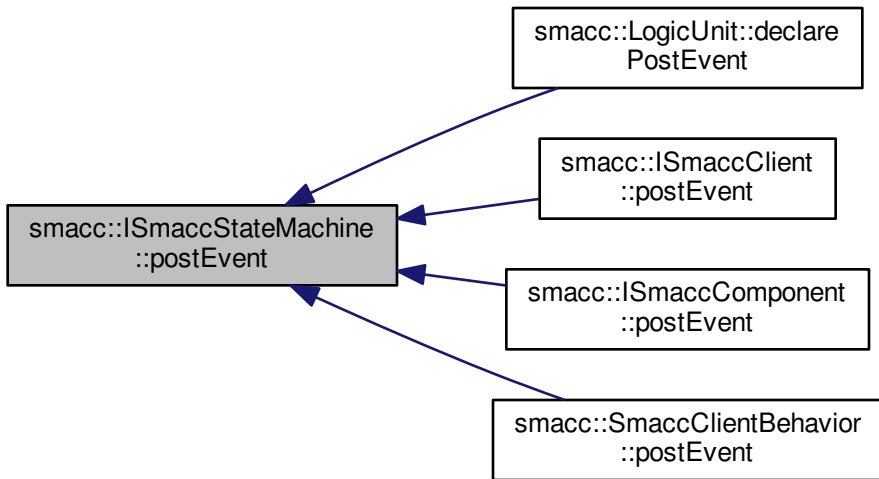 smacc::LogicUnit::declare
PostEvent
smacc::ISmaccClient
::postEvent
smacc::ISmaccStateMachine
::postEvent
smacc::ISmaccComponent
::postEvent
smacc::SmaccClientBehavior
::postEvent